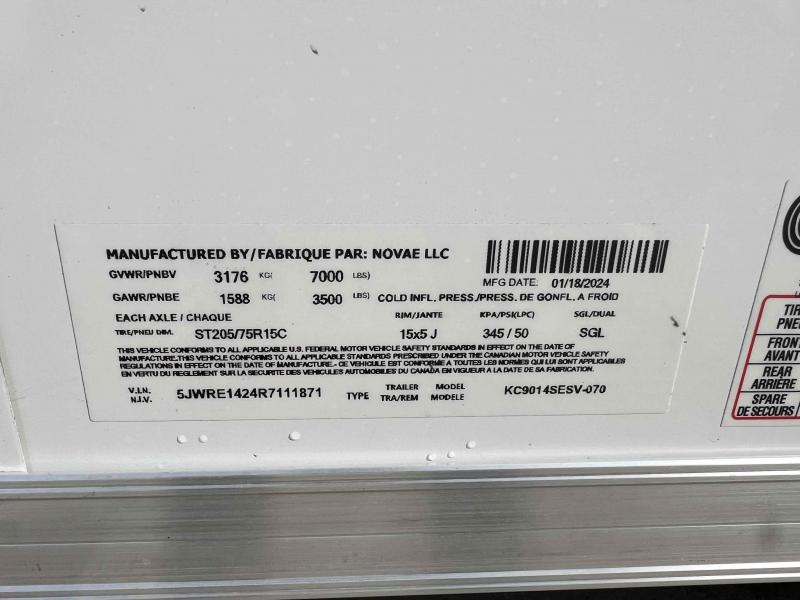 MANUFACTURED BY/FABRIQUE PAR: NOVAE LLC
GVWR/PNBV 3176 KG( 7000 LBS) MFG DATE: 01/18/2024
GAWR/PNBE 1588 KG( 3500 LBS) COLD INFL. PRESS./PRESS. DE GONFL. A FROID
EACH AXLE / CHAQUE RIM/JANTE KPA/PSI(LPC) SGL/DUAL
TIRE/PNEU DIM. ST205/75R15C 15x5 J 345 / 50 SGL
THIS VEHICLE CONFORMS TO ALL APPLICABLE U.S. FEDERAL MOTOR VEHICLE SAFETY STANDARDS IN EFFECT ON THE DATE OF MANUFACTURE.
THIS VEHICLE CONFORMS TO ALL APPLICABLE STANDARDS PRESCRIBED UNDER THE CANADIAN MOTOR VEHICLE SAFETY
REGULATIONS IN EFFECT ON THE DATE OF MANUFACTURE.- CE VEHICULE EST CONFORME A TOUTES LES NORMES QUI LUI SONT APPLICABLES
EN VERTU DU REGLEMENT SUR LA SECURITE DES VEHICULES AUTOMOBILES DU CANADA EN VIGUEUR A LA DATE DE SA FABRICATION.
V.I.N. 5JWRE1424R7111871 TYPE TRAILER MODEL KC9014SESV-070
N.I.V. TRA/REM MODELE
TIR
PNE
FRONT
AVANT
REAR
ARRIÈRE
SPARE
DE SECOURS